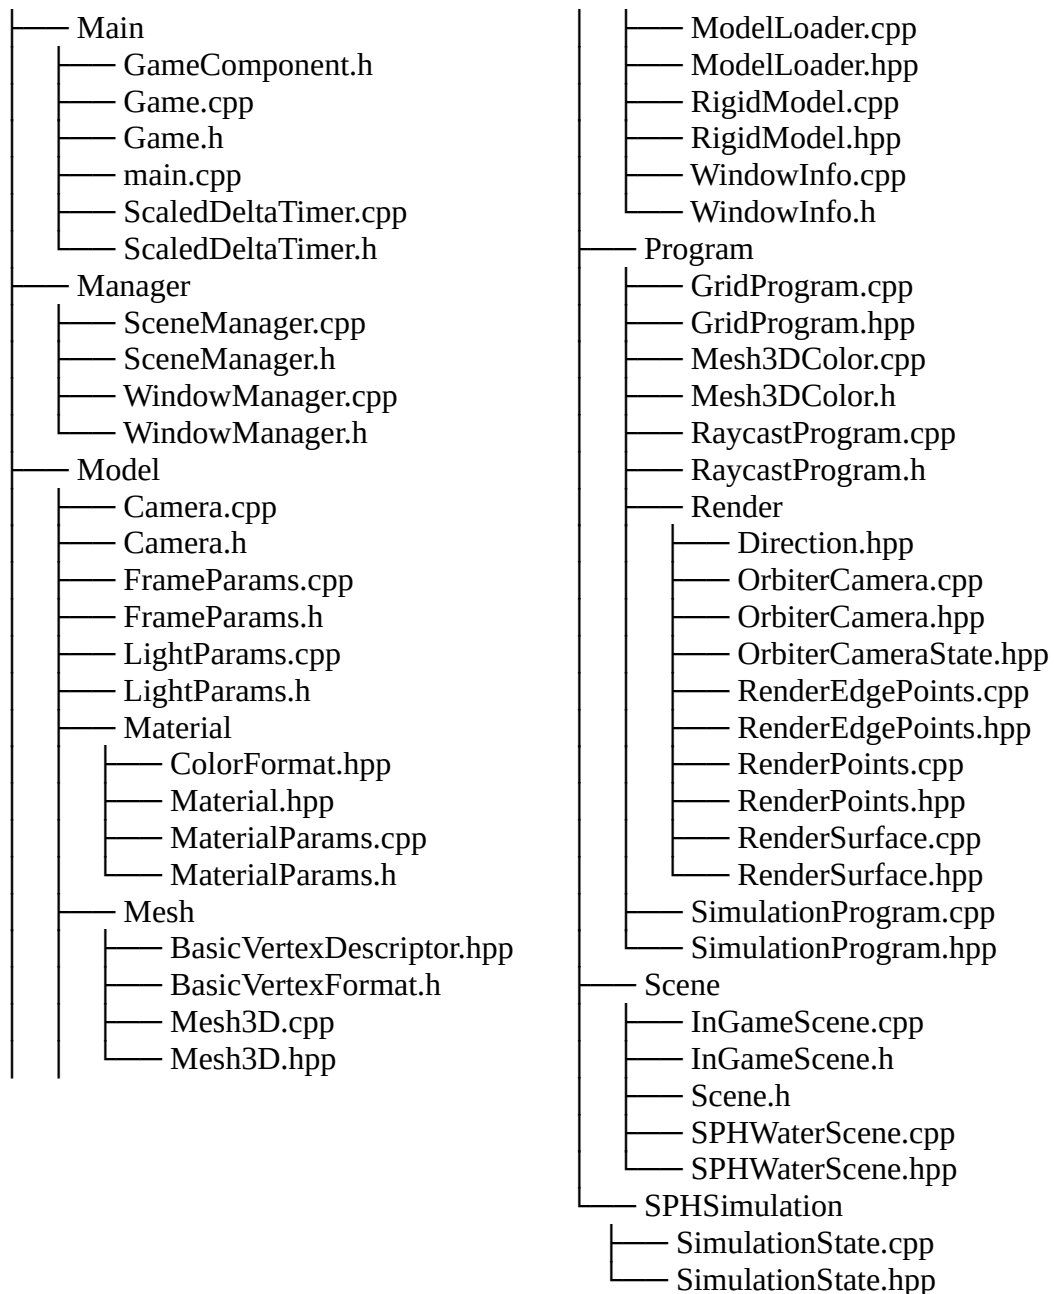 Main
GameComponent.h
Game.cpp
Game.h
main.cpp
ScaledDeltaTimer.cpp
ScaledDeltaTimer.h
Manager
SceneManager.cpp
SceneManager.h
WindowManager.cpp
WindowManager.h
Model
Camera.cpp
Camera.h
FrameParams.cpp
FrameParams.h
LightParams.cpp
LightParams.h
Material
ColorFormat.hpp
Material.hpp
MaterialParams.cpp
MaterialParams.h
Mesh
BasicVertexDescriptor.hpp
BasicVertexFormat.h
Mesh3D.cpp
Mesh3D.hpp
ModelLoader.cpp
ModelLoader.hpp
RigidModel.cpp
RigidModel.hpp
WindowInfo.cpp
WindowInfo.h
Program
GridProgram.cpp
GridProgram.hpp
Mesh3DColor.cpp
Mesh3DColor.h
RaycastProgram.cpp
RaycastProgram.h
Render
Direction.hpp
OrbiterCamera.cpp
OrbiterCamera.hpp
OrbiterCameraState.hpp
RenderEdgePoints.cpp
RenderEdgePoints.hpp
RenderPoints.cpp
RenderPoints.hpp
RenderSurface.cpp
RenderSurface.hpp
SimulationProgram.cpp
SimulationProgram.hpp
Scene
InGameScene.cpp
InGameScene.h
Scene.h
SPHWaterScene.cpp
SPHWaterScene.hpp
SPHSimulation
SimulationState.cpp
SimulationState.hpp